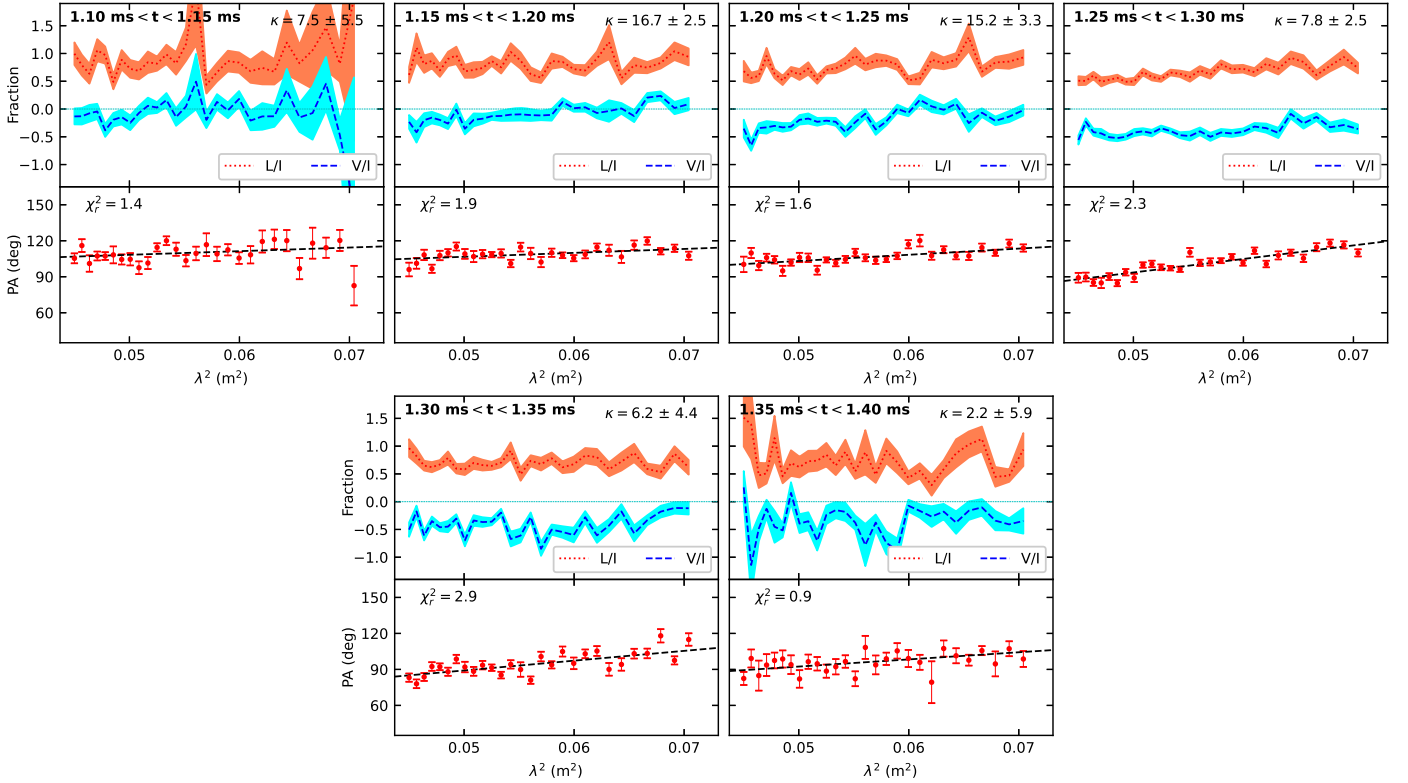 1.10 ms < t < 1.15 ms κ = 7.5 ± 5.5
1.15 ms < t < 1.20 ms κ = 16.7 ± 2.5
1.20 ms < t < 1.25 ms κ = 15.2 ± 3.3
1.25 ms < t < 1.30 ms κ = 7.8 ± 2.5
Fraction
1.5
1.0
0.5
0.0
−0.5
−1.0
L/I V/I
L/I V/I
L/I V/I
L/I V/I
χ²ᵣ = 1.4
χ²ᵣ = 1.9
χ²ᵣ = 1.6
χ²ᵣ = 2.3
PA (deg)
150
120
90
60
0.05 0.06 0.07
0.05 0.06 0.07
0.05 0.06 0.07
0.05 0.06 0.07
λ² (m²)
λ² (m²)
λ² (m²)
λ² (m²)
1.30 ms < t < 1.35 ms κ = 6.2 ± 4.4
1.35 ms < t < 1.40 ms κ = 2.2 ± 5.9
Fraction
1.5
1.0
0.5
0.0
−0.5
−1.0
L/I V/I
L/I V/I
χ²ᵣ = 2.9
χ²ᵣ = 0.9
PA (deg)
150
120
90
60
0.05 0.06 0.07
0.05 0.06 0.07
λ² (m²)
λ² (m²)